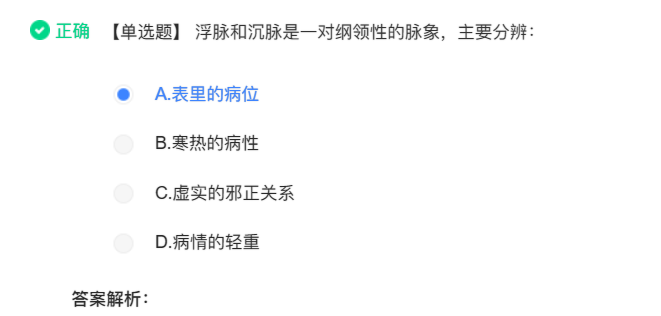 正确 【单选题】 浮脉和沉脉是一对纲领性的脉象，主要分辨：
A.表里的病位
B.寒热的病性
C.虚实的邪正关系
D.病情的轻重
答案解析：